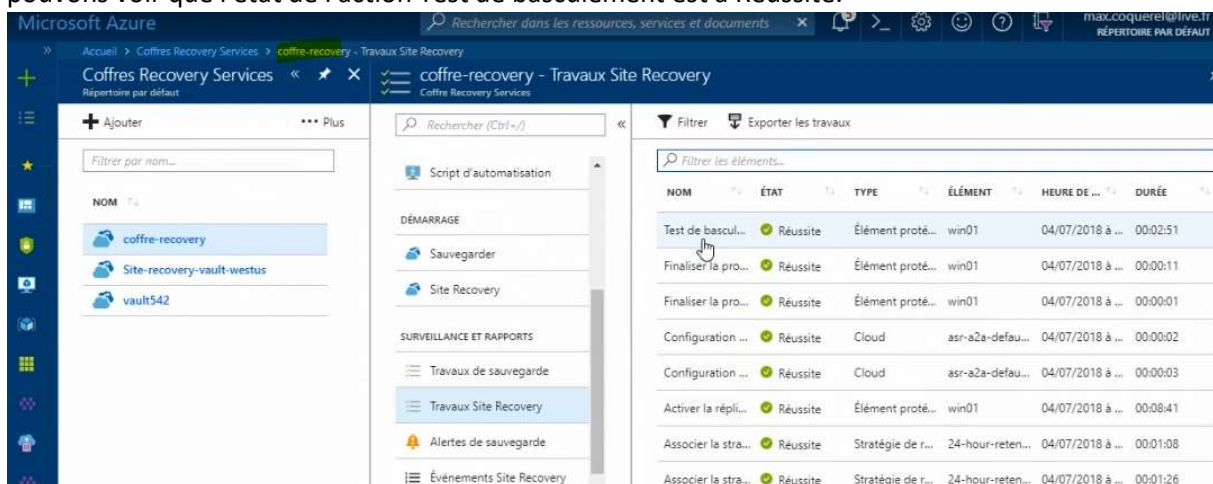 pouvons voir que l'état de l'action Test de basculement est à Réussite.
Microsoft Azure
Rechercher dans les ressources, services et documents
max.coquerel@live.fr
RÉPERTOIRE PAR DÉFAUT
Accueil > Coffres Recovery Services > coffre-recovery - Travaux Site Recovery
Coffres Recovery Services
Répertoire par défaut
coffre-recovery - Travaux Site Recovery
Coffre Recovery Services
Ajouter
••• Plus
Filtrer par nom...
NOM
coffre-recovery
Site-recovery-vault-westus
vault542
Rechercher (Ctrl+/)
Script d'automatisation
DÉMARRAGE
Sauvegarder
Site Recovery
SURVEILLANCE ET RAPPORTS
Travaux de sauvegarde
Travaux Site Recovery
Alertes de sauvegarde
Événements Site Recovery
Filtrer Exporter les travaux
Filtrer les éléments...
NOM ÉTAT TYPE ÉLÉMENT HEURE DE ... DURÉE
Test de bascul... Réussite Élément proté... win01 04/07/2018 à ... 00:02:51
Finaliser la pro... Réussite Élément proté... win01 04/07/2018 à ... 00:00:11
Finaliser la pro... Réussite Élément proté... win01 04/07/2018 à ... 00:00:01
Configuration ... Réussite Cloud asr-a2a-defau... 04/07/2018 à ... 00:00:02
Configuration ... Réussite Cloud asr-a2a-defau... 04/07/2018 à ... 00:00:03
Activer la répli... Réussite Élément proté... win01 04/07/2018 à ... 00:08:41
Associer la stra... Réussite Stratégie de r... 24-hour-reten... 04/07/2018 à ... 00:01:08
Associer la stra... Réussite Stratégie de r... 24-hour-reten... 04/07/2018 à ... 00:01:26